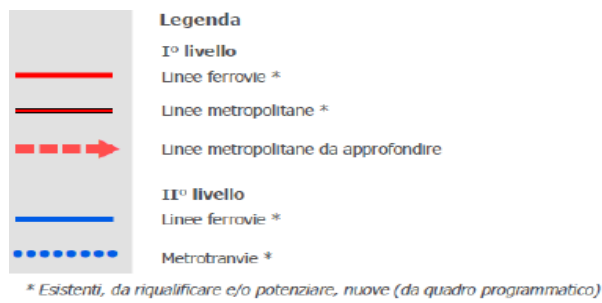 Legenda
I° livello
Linee ferrovie *
Linee metropolitane *
Linee metropolitane da approfondire
II° livello
Linee ferrovie *
Metrotranvie *
* Esistenti, da riqualificare e/o potenziare, nuove (da quadro programmatico)